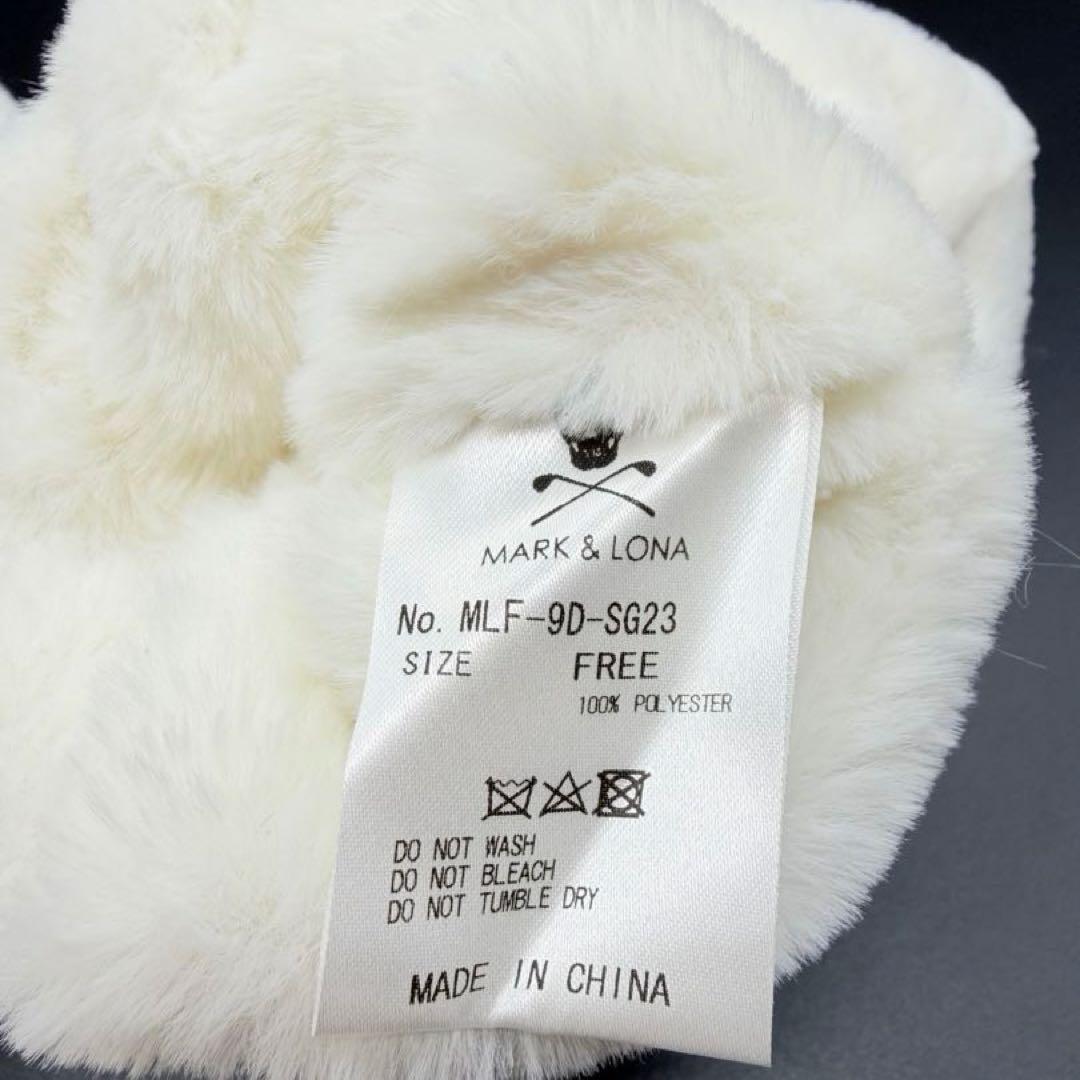 MARK & LONA
No. MLF-9D-SG23
SIZE FREE
100% POLYESTER
DO NOT WASH
DO NOT BLEACH
DO NOT TUMBLE DRY
MADE IN CHINA